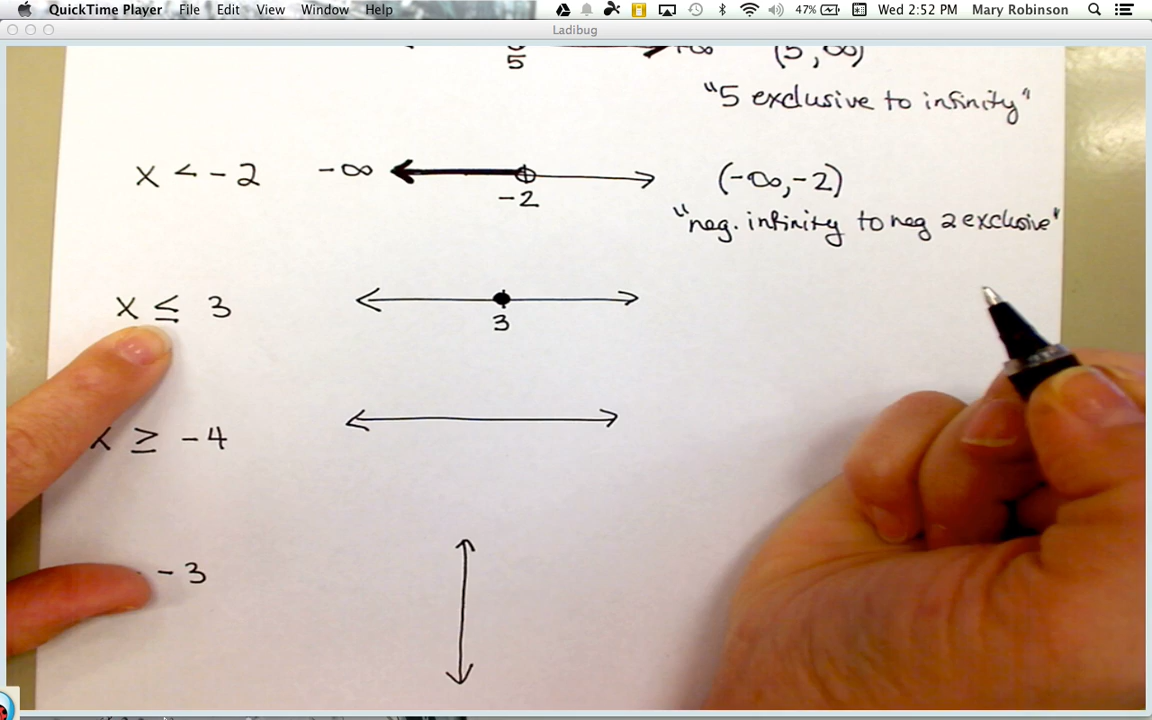 QuickTime Player File Edit View Window Help 47% Wed 2:52 PM Mary Robinson
Ladibug
5 +∞ (5,∞)
"5 exclusive to infinity"
x < -2 -∞ -2 (-∞,-2)
"neg. infinity to neg 2 exclusive"
x ≤ 3 3
≥ -4
-3